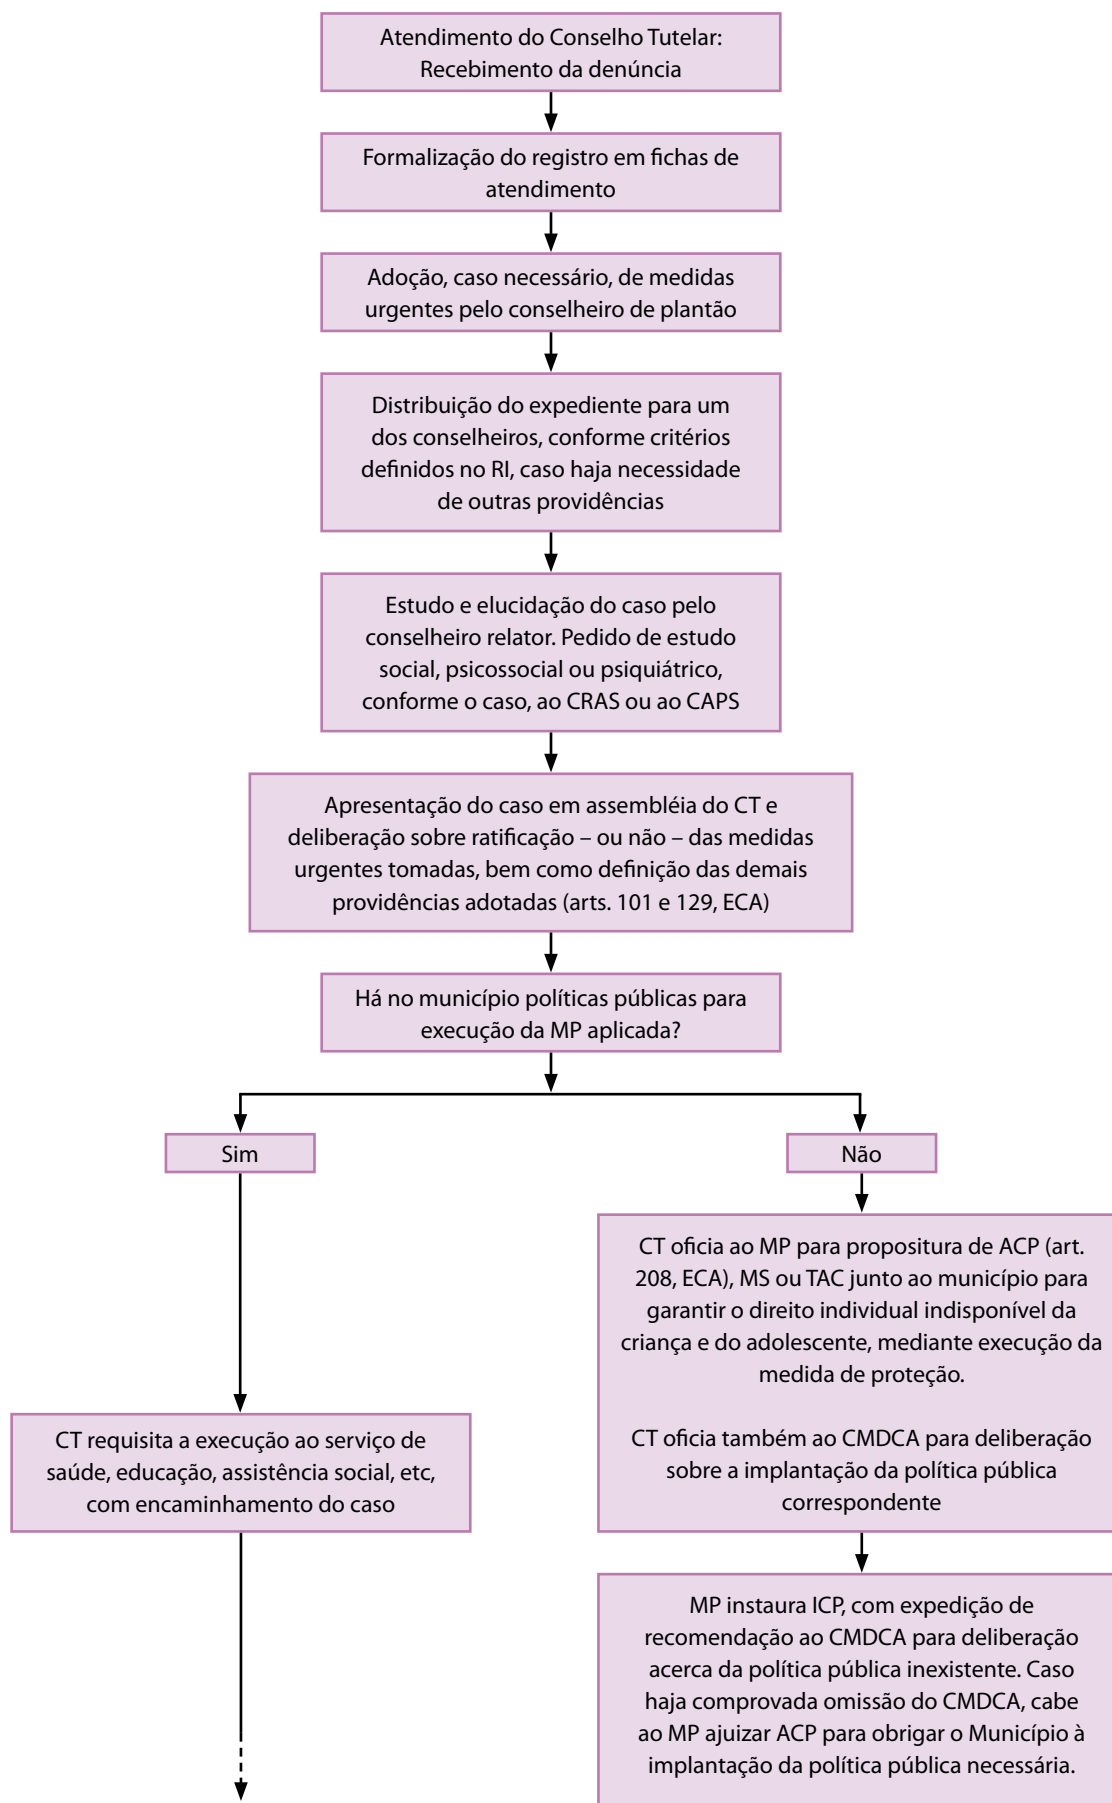 Atendimento do Conselho Tutelar:
Recebimento da denúncia
Formalização do registro em fichas de
atendimento
Adoção, caso necessário, de medidas
urgentes pelo conselheiro de plantão
Distribuição do expediente para um
dos conselheiros, conforme critérios
definidos no RI, caso haja necessidade
de outras providências
Estudo e elucidação do caso pelo
conselheiro relator. Pedido de estudo
social, psicossocial ou psiquiátrico,
conforme o caso, ao CRAS ou ao CAPS
Apresentação do caso em assembléia do CT e
deliberação sobre ratificação – ou não – das medidas
urgentes tomadas, bem como definição das demais
providências adotadas (arts. 101 e 129, ECA)
Há no município políticas públicas para
execução da MP aplicada?
Sim
Não
CT requisita a execução ao serviço de
saúde, educação, assistência social, etc,
com encaminhamento do caso
CT oficia ao MP para propositura de ACP (art.
208, ECA), MS ou TAC junto ao município para
garantir o direito individual indisponível da
criança e do adolescente, mediante execução da
medida de proteção.
CT oficia também ao CMDCA para deliberação
sobre a implantação da política pública
correspondente
MP instaura ICP, com expedição de
recomendação ao CMDCA para deliberação
acerca da política pública inexistente. Caso
haja comprovada omissão do CMDCA, cabe
ao MP ajuizar ACP para obrigar o Município à
implantação da política pública necessária.